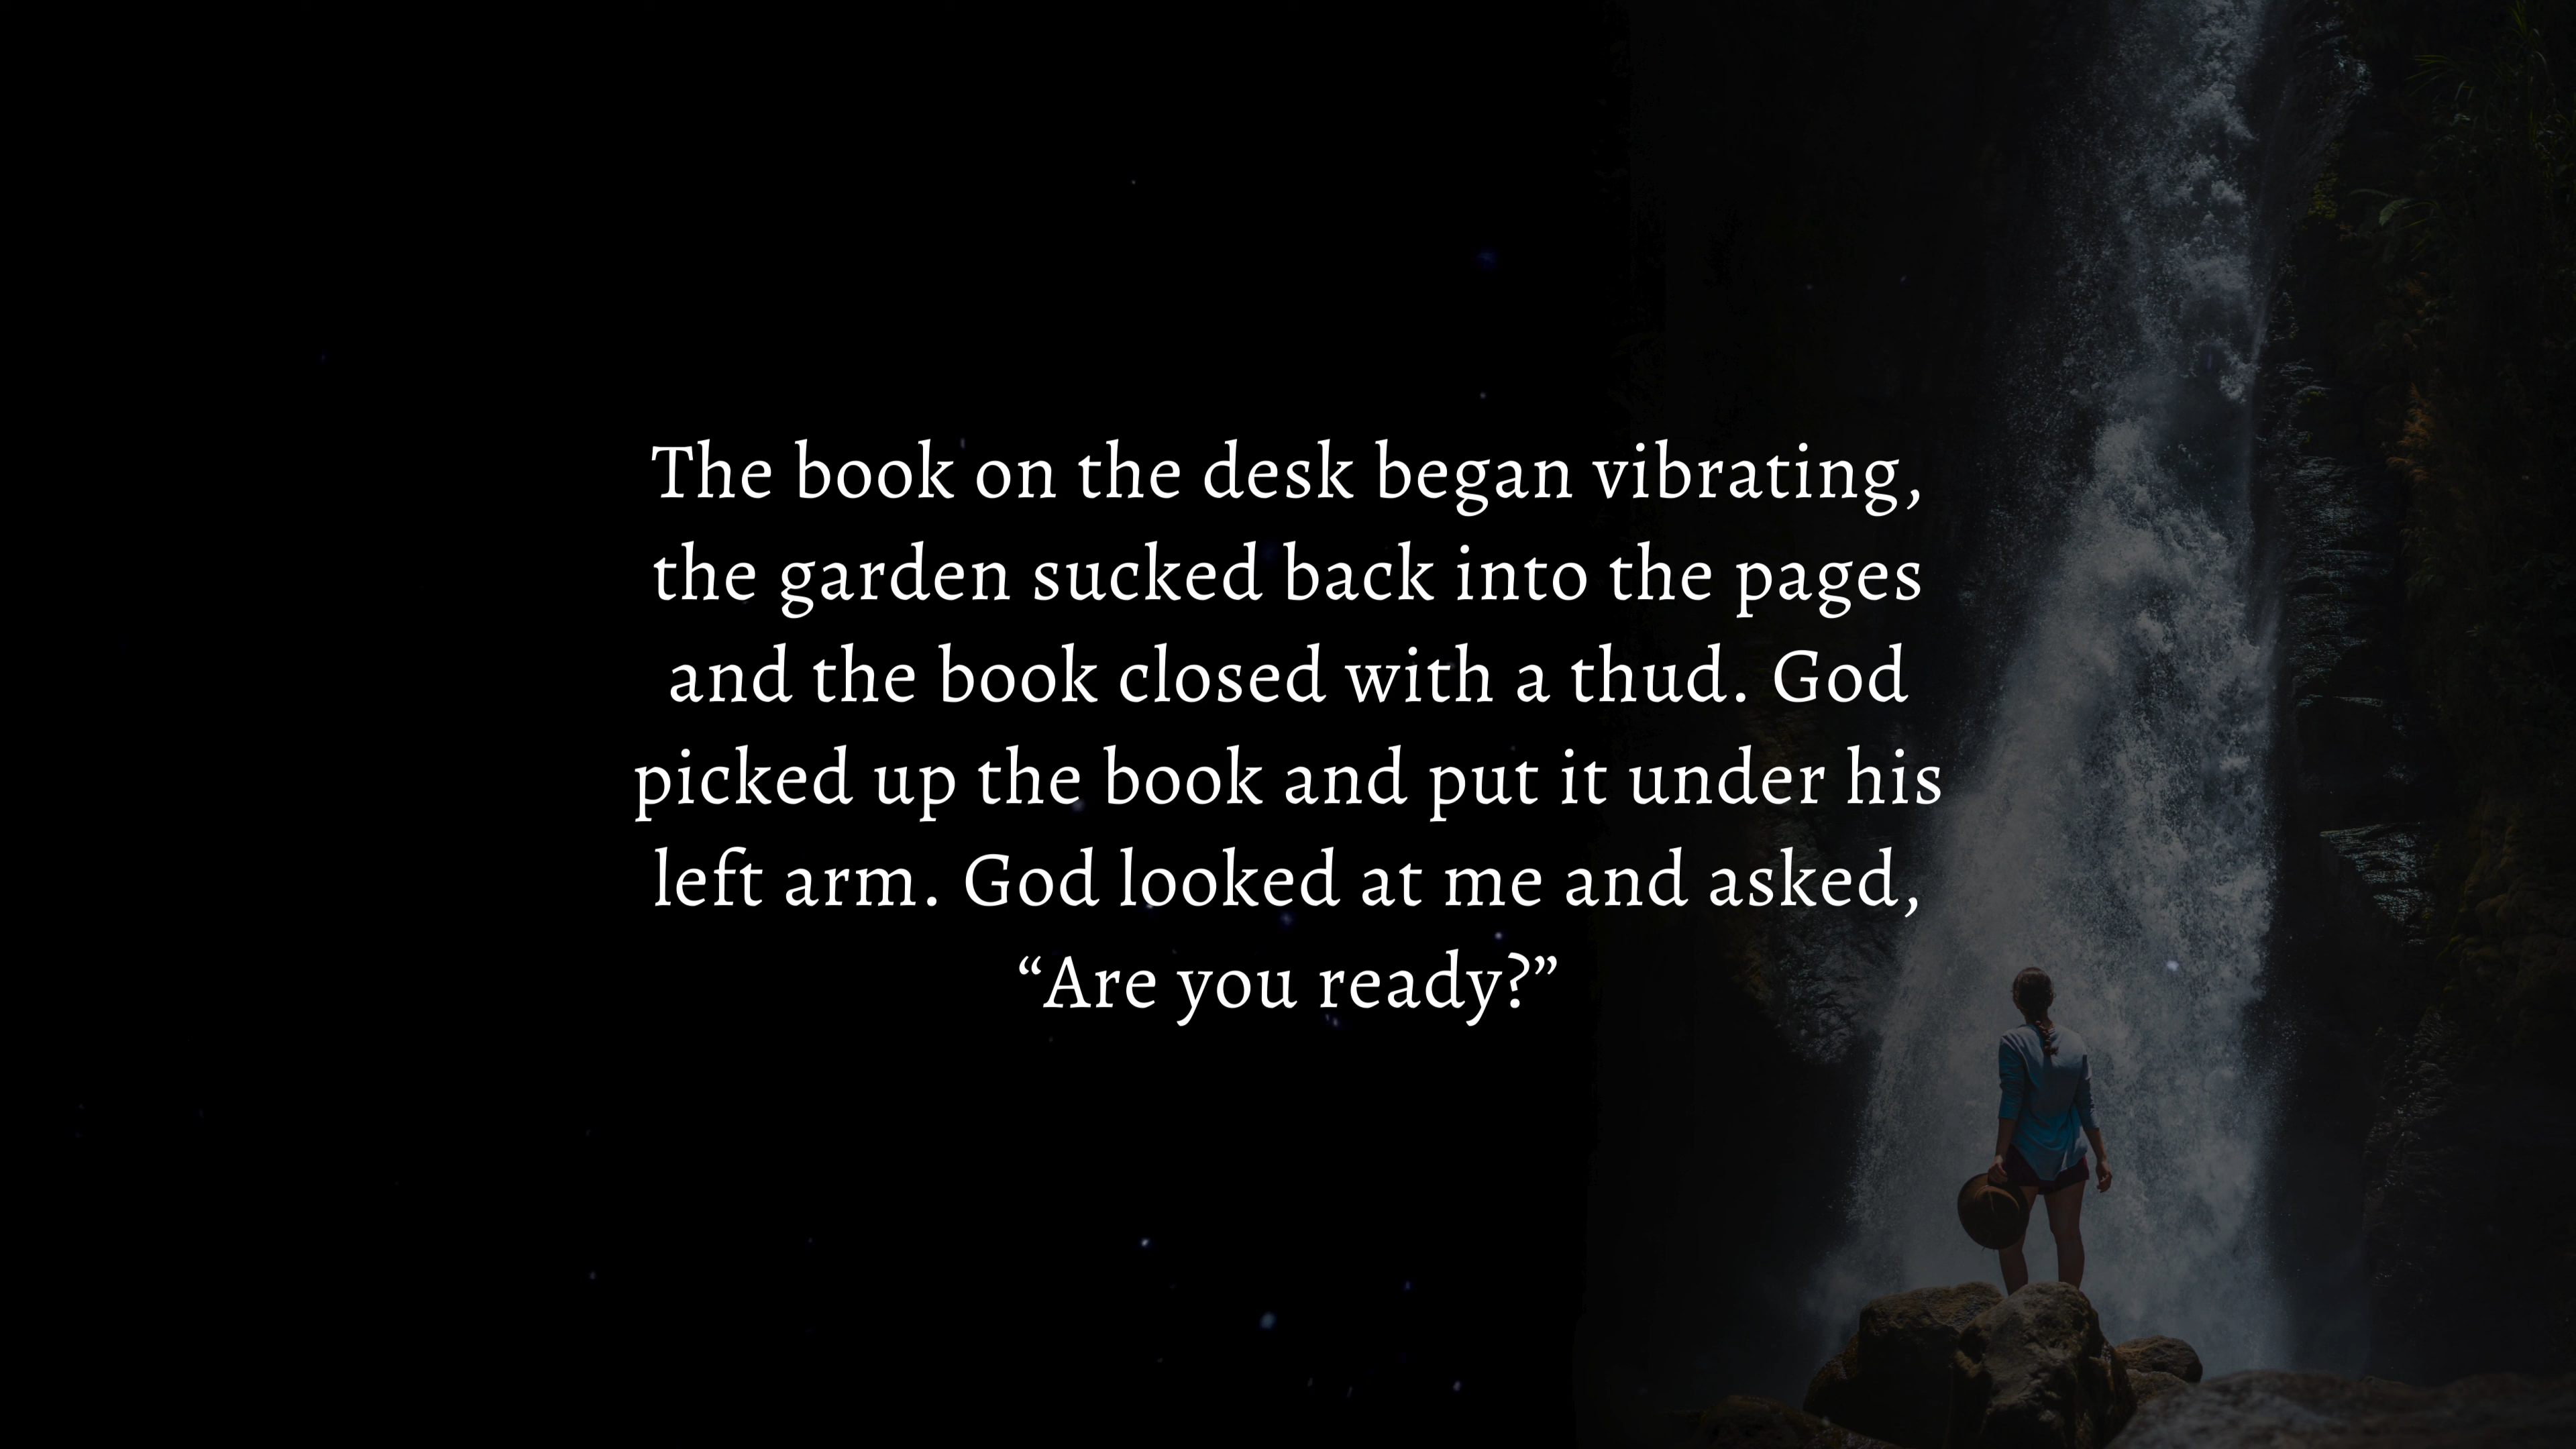 The book on the desk began vibrating,
the garden sucked back into the pages
and the book closed with a thud. God
picked up the book and put it under his
left arm. God looked at me and asked,
“Are you ready?”